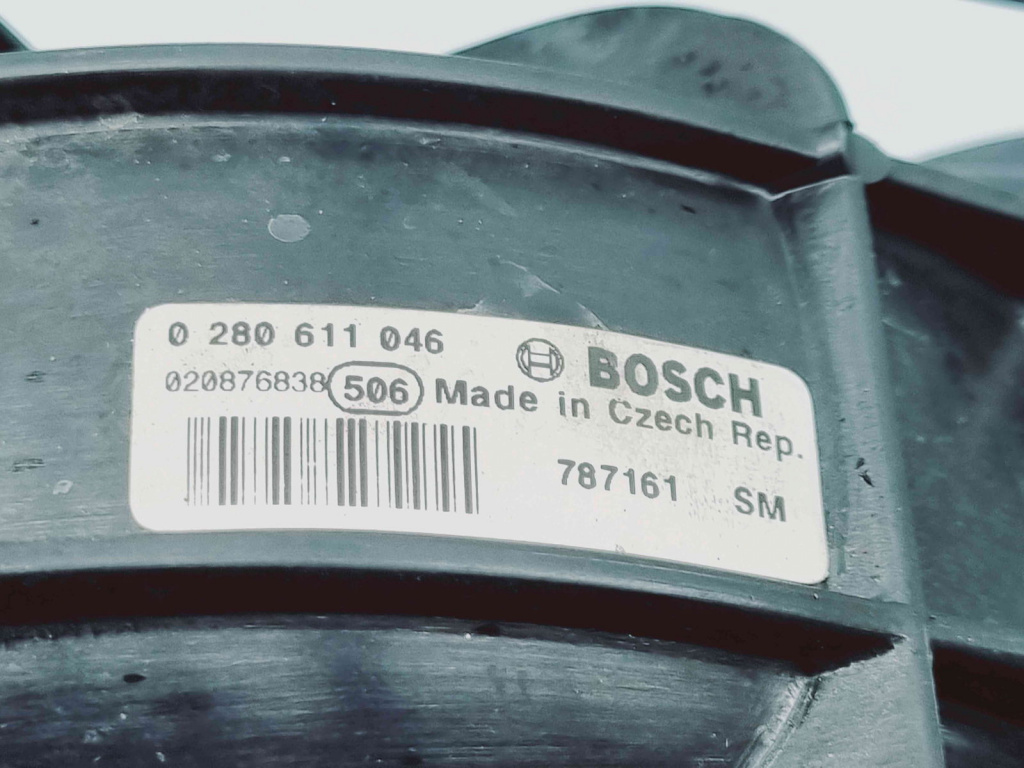 0 280 611 046
BOSCH
020876838 506 Made in Czech Rep.
787161 SM